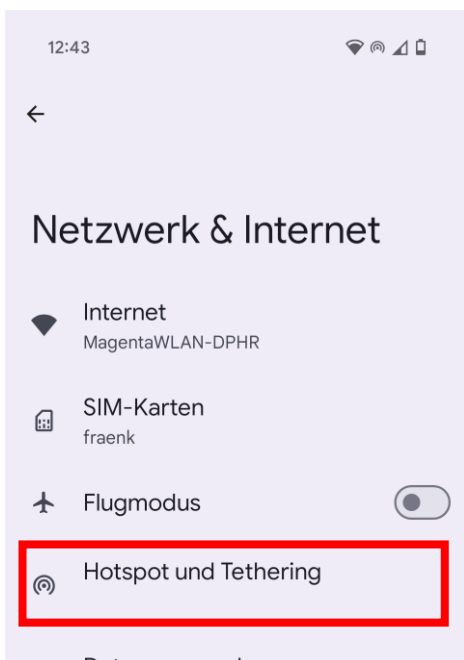 12:43
Netzwerk & Internet
Internet
MagentaWLAN-DPHR
SIM-Karten
fraenk
Flugmodus
Hotspot und Tethering